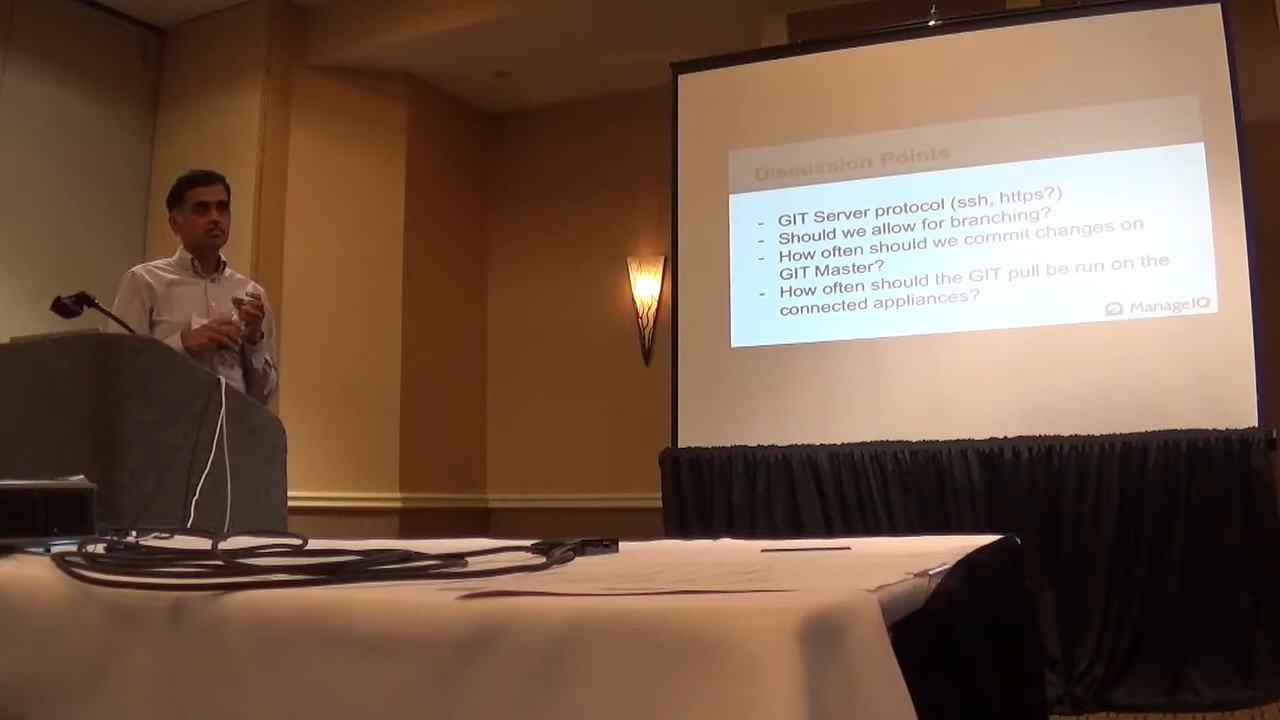 Discussion Points
- GIT Server protocol (ssh, https?)
- Should we allow for branching?
- How often should we commit changes on
GIT Master?
- How often should the GIT pull be run on the
connected appliances?
ManageIQ